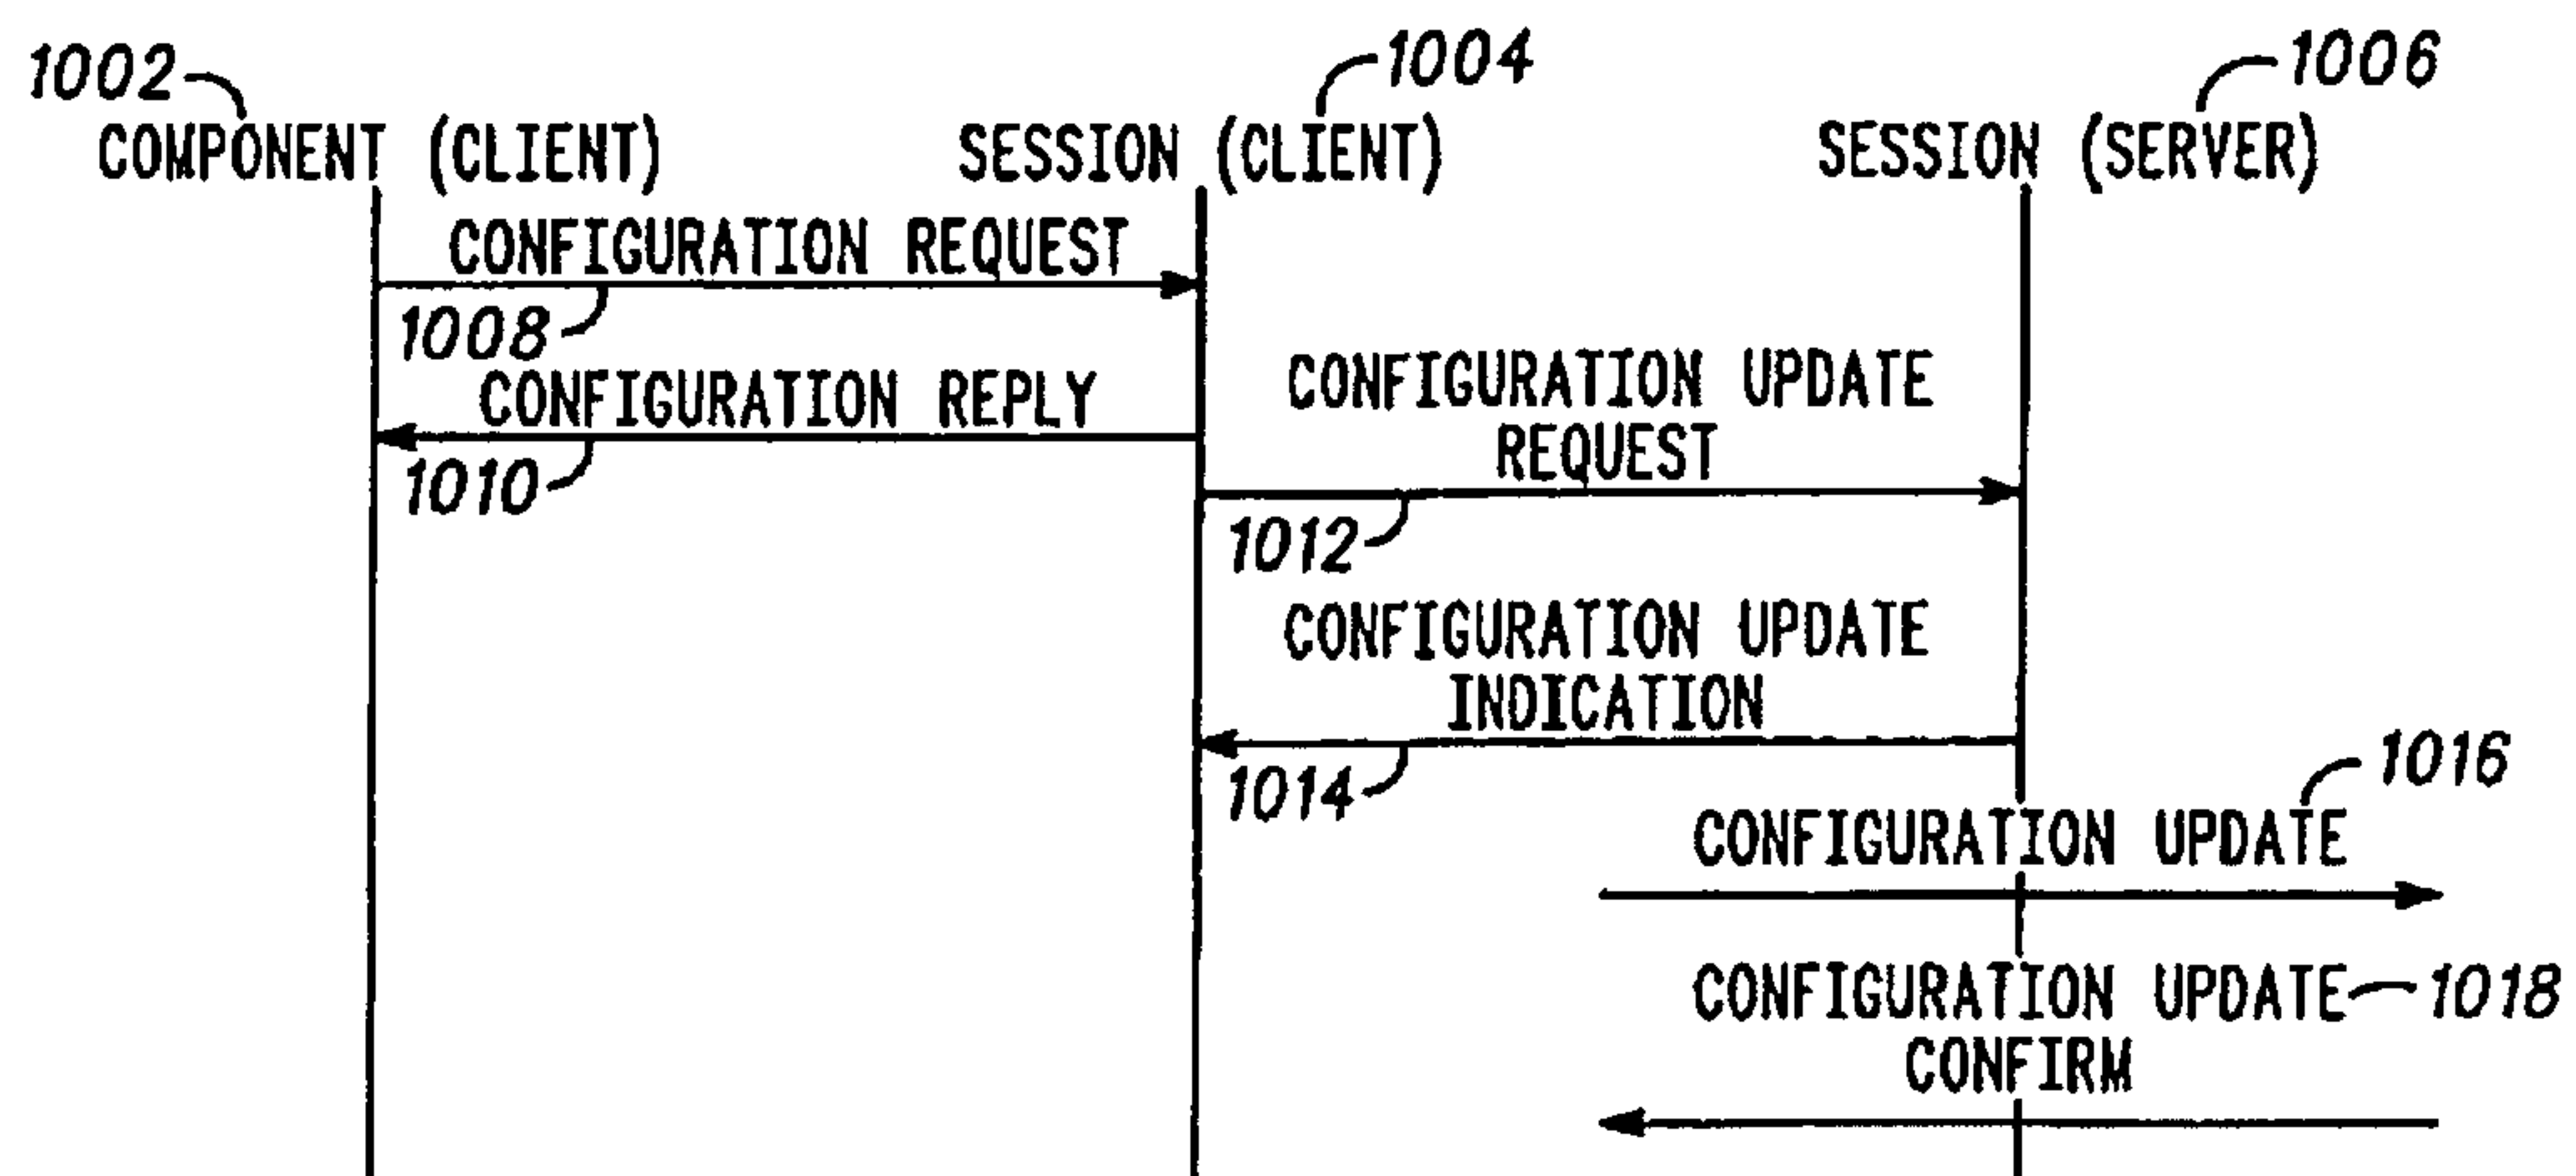 1002
1004
1006
COMPONENT (CLIENT)
SESSION (CLIENT)
SESSION (SERVER)
CONFIGURATION REQUEST
1008
CONFIGURATION REPLY
1010
CONFIGURATION UPDATE
REQUEST
1012
CONFIGURATION UPDATE
INDICATION
1014
1016
CONFIGURATION UPDATE
CONFIGURATION UPDATE
1018
CONFIRM